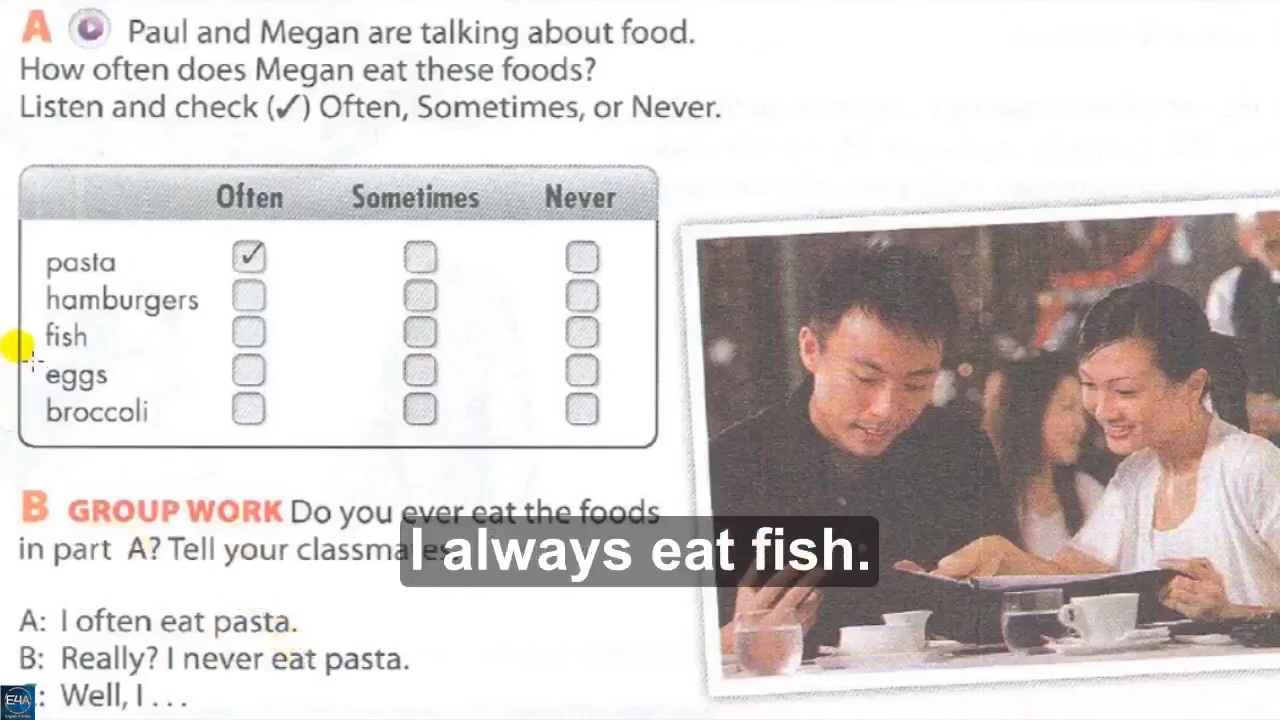 A Paul and Megan are talking about food.
How often does Megan eat these foods?
Listen and check (✓) Often, Sometimes, or Never.
Often Sometimes Never
pasta ✓
hamburgers
fish
eggs
broccoli
B GROUP WORK Do you ever eat the foods
in part A? Tell your classmates
I always eat fish.
A: I often eat pasta.
B: Really? I never eat pasta.
: Well, I . . .
E4A